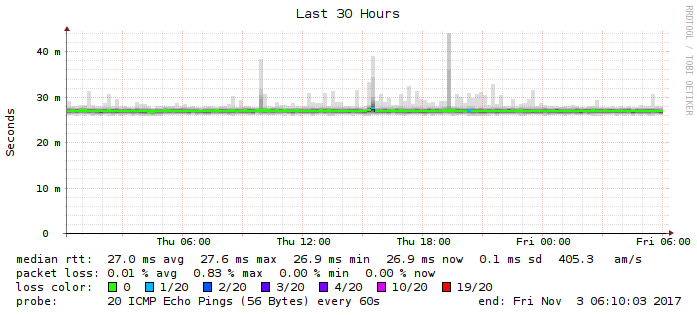 Last 30 Hours
RRDTOOL / TOBI OETIKER
Seconds
40 m
30 m
20 m
10 m
0
Thu 06:00 Thu 12:00 Thu 18:00 Fri 00:00 Fri 06:00
median rtt: 27.0 ms avg 27.6 ms max 26.9 ms min 26.9 ms now 0.1 ms sd 405.3 am/s
packet loss: 0.01 % avg 0.83 % max 0.00 % min 0.00 % now
loss color: 0 1/20 2/20 3/20 4/20 10/20 19/20
probe: 20 ICMP Echo Pings (56 Bytes) every 60s end: Fri Nov 3 06:10:03 2017